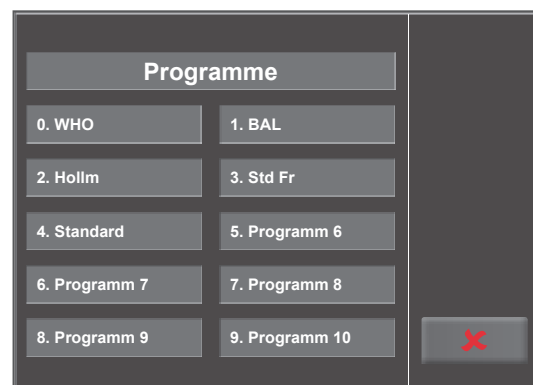 Programme
0. WHO
1. BAL
2. Hollm
3. Std Fr
4. Standard
5. Programm 6
6. Programm 7
7. Programm 8
8. Programm 9
9. Programm 10